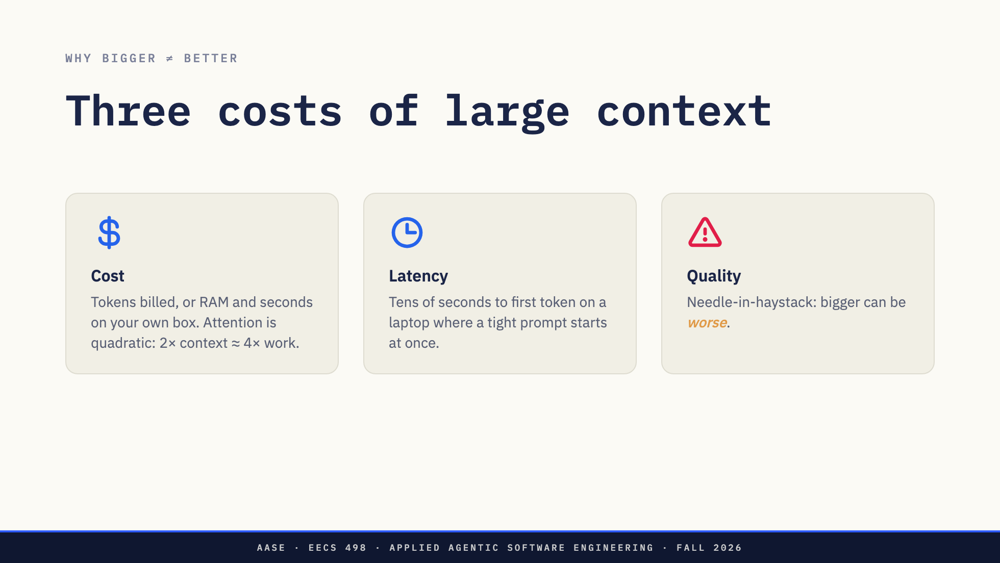 WHY BIGGER ≠ BETTER
Three costs of large context
Cost
Tokens billed, or RAM and seconds
on your own box. Attention is
quadratic: 2× context ≈ 4× work.
Latency
Tens of seconds to first token on a
laptop where a tight prompt starts
at once.
Quality
Needle-in-haystack: bigger can be
worse.
AASE · EECS 498 · APPLIED AGENTIC SOFTWARE ENGINEERING · FALL 2026